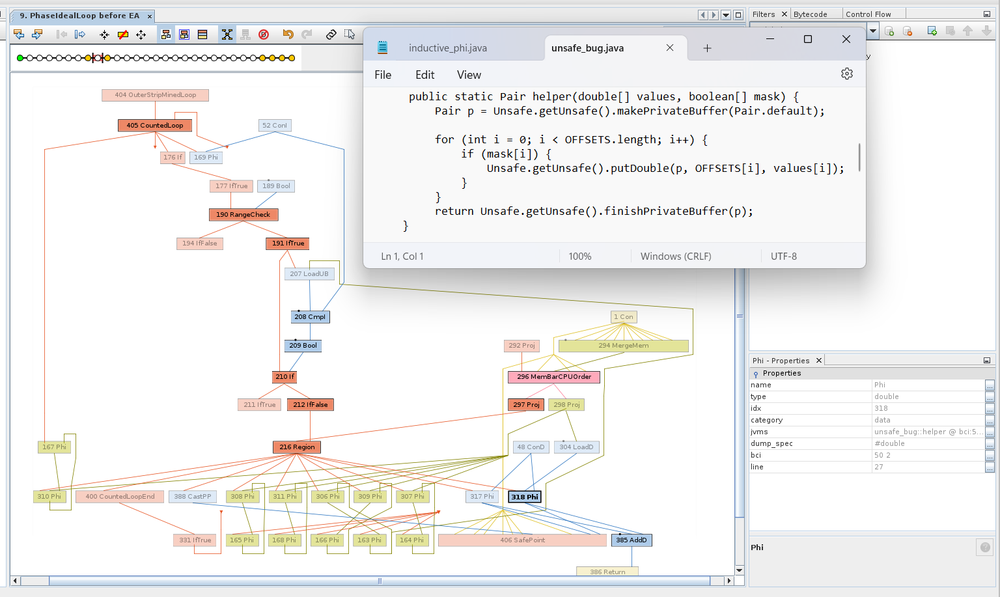 9. PhaseIdealLoop before EA
Filters
Bytecode
Control Flow
inductive_phi.java
unsafe_bug.java
File
Edit
View
public static Pair helper(double[] values, boolean[] mask) {
Pair p = Unsafe.getUnsafe().makePrivateBuffer(Pair.default);
for (int i = 0; i < OFFSETS.length; i++) {
if (mask[i]) {
Unsafe.getUnsafe().putDouble(p, OFFSETS[i], values[i]);
}
}
return Unsafe.getUnsafe().finishPrivateBuffer(p);
}
Ln 1, Col 1
100%
Windows (CRLF)
UTF-8
404 OuterStripMinedLoop
405 CountedLoop
52 ConI
176 If
169 Phi
177 IfTrue
189 Bool
190 RangeCheck
194 IfFalse
191 IfTrue
207 LoadUB
208 CmpI
1 Con
209 Bool
292 Proj
294 MergeMem
210 If
296 MemBarCPUOrder
211 IfTrue
212 IfFalse
297 Proj
298 Proj
167 Phi
216 Region
48 ConD
304 LoadD
310 Phi
400 CountedLoopEnd
388 CastPP
308 Phi
311 Phi
306 Phi
309 Phi
307 Phi
317 Phi
318 Phi
331 IfTrue
165 Phi
168 Phi
166 Phi
163 Phi
164 Phi
406 SafePoint
385 AddD
386 Return
Phi - Properties
Properties
name Phi
type double
idx 318
category data
jvms unsafe_bug::helper @ bci:5...
dump_spec #double
bci 50 2
line 27
Phi